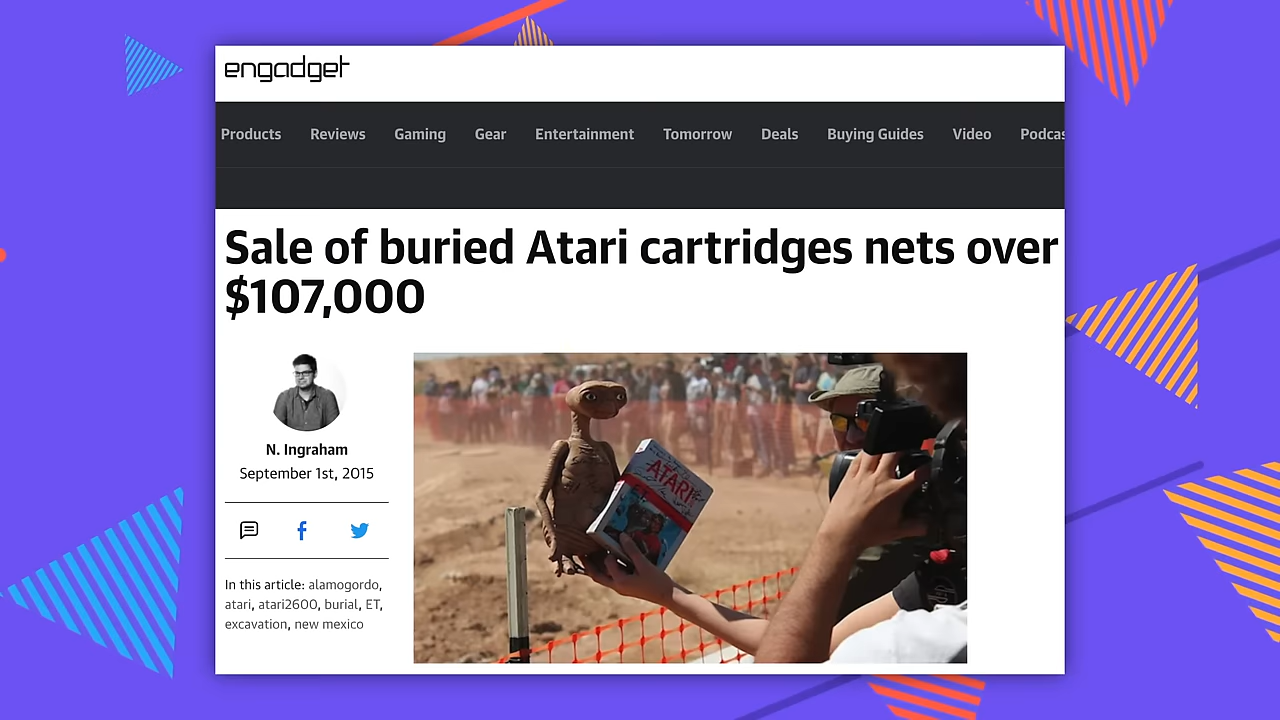 engadget
Products Reviews Gaming Gear Entertainment Tomorrow Deals Buying Guides Video Podcas
Sale of buried Atari cartridges nets over
$107,000
N. Ingraham
September 1st, 2015
In this article: alamogordo,
atari, atari2600, burial, ET,
excavation, new mexico
ATARI